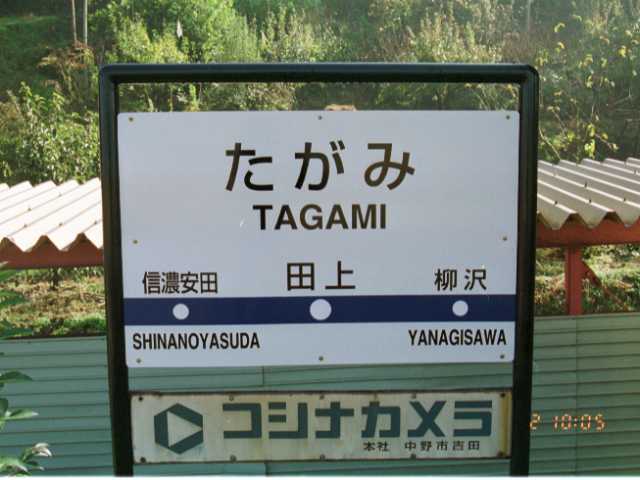 たがみ
TAGAMI
信濃安田 田上 柳沢
SHINANOYASUDA YANAGISAWA
コシナカメラ
本社 中野市吉田
2 10:05